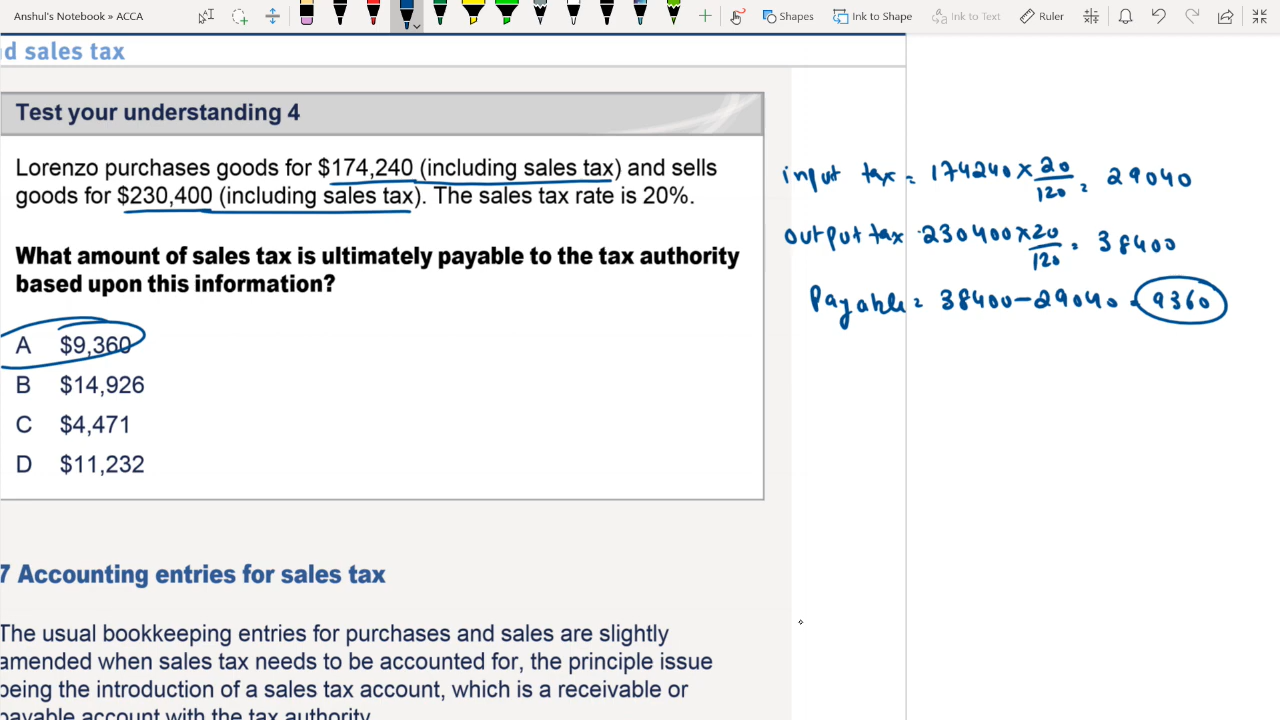 Anshul's Notebook » ACCA
Shapes
Ink to Shape
Ink to Text
Ruler
d sales tax
Test your understanding 4
Lorenzo purchases goods for $174,240 (including sales tax) and sells
goods for $230,400 (including sales tax). The sales tax rate is 20%.
What amount of sales tax is ultimately payable to the tax authority
based upon this information?
A $9,360
B $14,926
C $4,471
D $11,232
input tax = 174240 × 20/120 = 29040
output tax = 230400 × 20/120 = 38400
Payable = 38400 - 29040 = 9360
7 Accounting entries for sales tax
The usual bookkeeping entries for purchases and sales are slightly
amended when sales tax needs to be accounted for, the principle issue
being the introduction of a sales tax account, which is a receivable or
payable account with the tax authority.